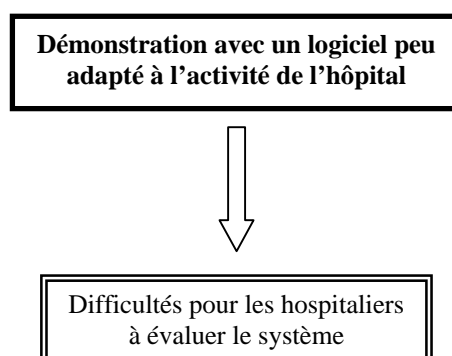 Démonstration avec un logiciel peu
adapté à l’activité de l’hôpital
Difficultés pour les hospitaliers
à évaluer le système